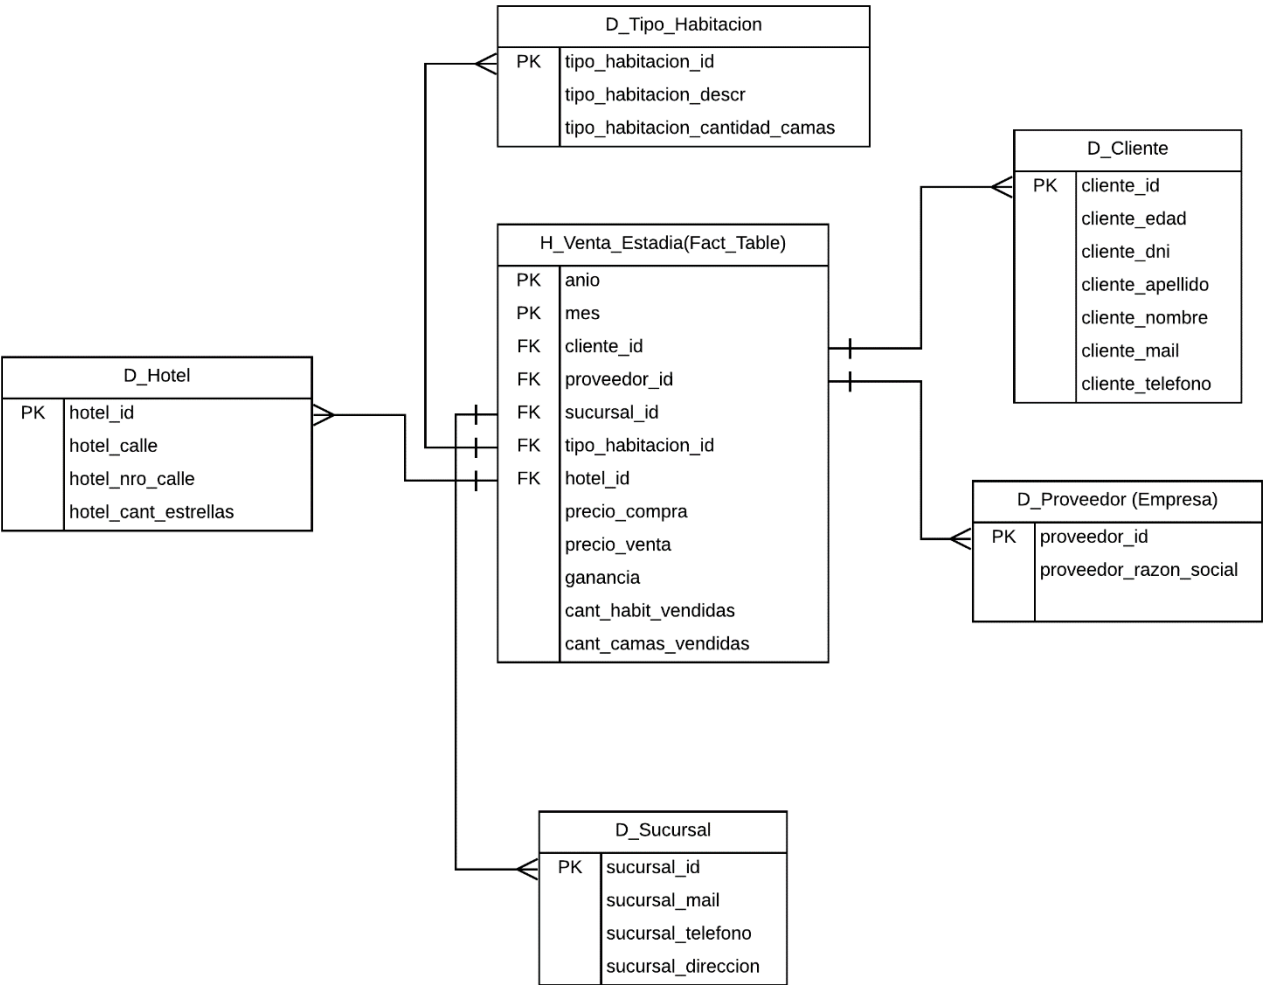 D_Tipo_Habitacion
PK tipo_habitacion_id
tipo_habitacion_descr
tipo_habitacion_cantidad_camas
D_Cliente
PK cliente_id
cliente_edad
cliente_dni
cliente_apellido
cliente_nombre
cliente_mail
cliente_telefono
H_Venta_Estadia(Fact_Table)
PK anio
PK mes
FK cliente_id
FK proveedor_id
FK sucursal_id
FK tipo_habitacion_id
FK hotel_id
precio_compra
precio_venta
ganancia
cant_habit_vendidas
cant_camas_vendidas
D_Hotel
PK hotel_id
hotel_calle
hotel_nro_calle
hotel_cant_estrellas
D_Proveedor (Empresa)
PK proveedor_id
proveedor_razon_social
D_Sucursal
PK sucursal_id
sucursal_mail
sucursal_telefono
sucursal_direccion